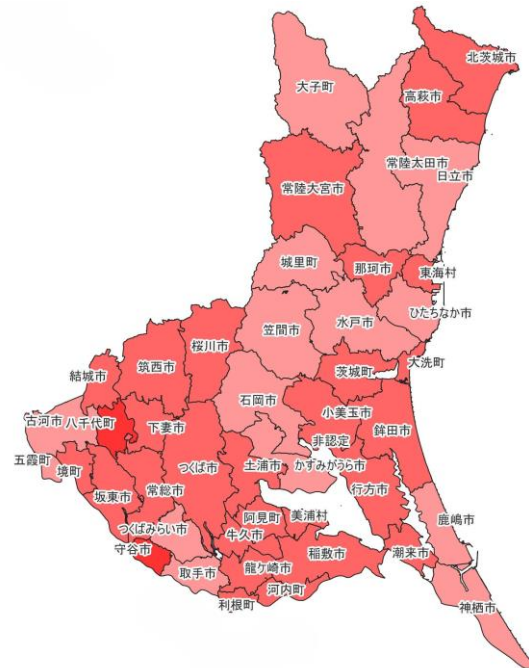 北茨城市
大子町
高萩市
常陸太田市
日立市
常陸大宮市
城里町
那珂市
東海村
ひたちなか市
笠間市
水戸市
桜川市
筑西市
大洗町
茨城町
結城市
石岡市
小美玉市
鉾田市
古河市
八千代町
下妻市
非認定
五霞町
境町
つくば市
土浦市
かすみがうら市
坂東市
常総市
行方市
阿見町
美浦村
鹿嶋市
つくばみらい市
牛久市
守谷市
稲敷市
潮来市
取手市
龍ケ崎市
河内町
利根町
神栖市